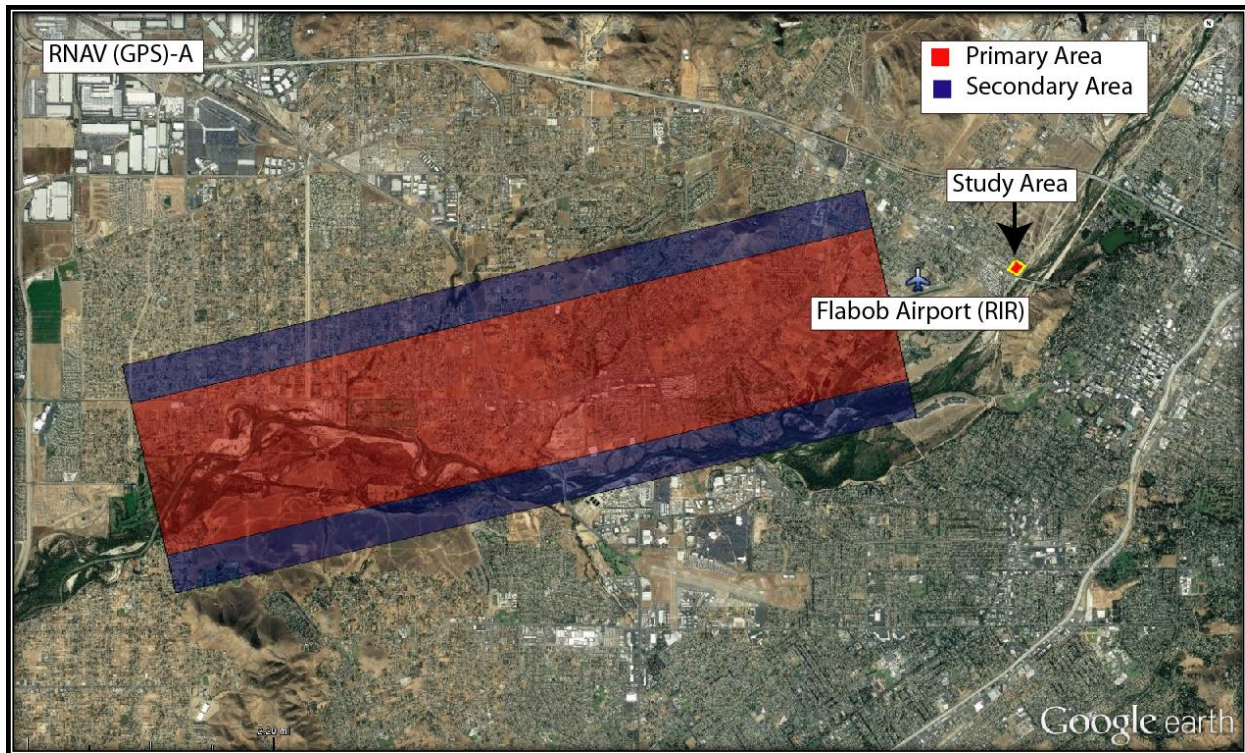 RNAV (GPS)-A
Primary Area
Secondary Area
Study Area
Flabob Airport (RIR)
Google earth